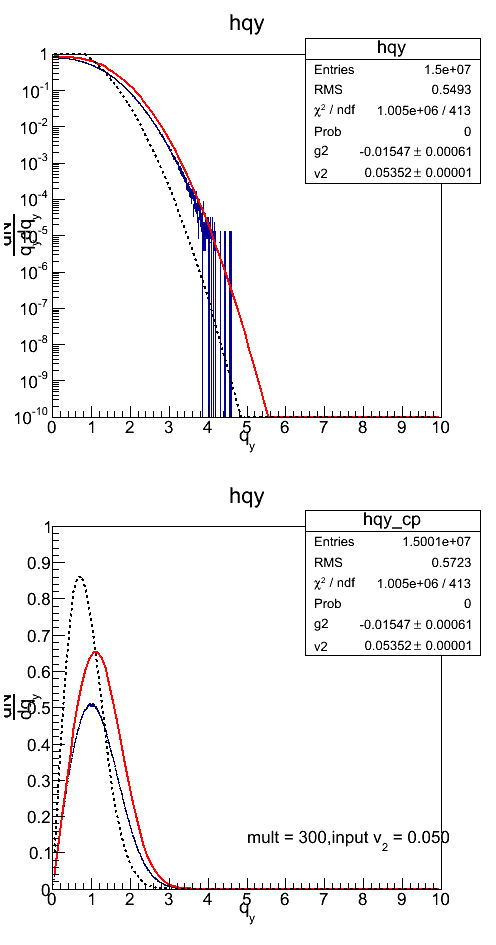 hqy
hqy
Entries 1.5e+07
RMS 0.5493
χ² / ndf 1.005e+06 / 413
Prob 0
g2 -0.01547 ± 0.00061
v2 0.05352 ± 0.00001
1
10⁻¹
10⁻²
10⁻³
10⁻⁴
10⁻⁵
10⁻⁶
10⁻⁷
10⁻⁸
10⁻⁹
10⁻¹⁰
dN
q_y dq_y
0 1 2 3 4 5 6 7 8 9 10
q_y
hqy
hqy_cp
Entries 1.5001e+07
RMS 0.5723
χ² / ndf 1.005e+06 / 413
Prob 0
g2 -0.01547 ± 0.00061
v2 0.05352 ± 0.00001
1
0.9
0.8
0.7
0.6
0.5
0.4
0.3
0.2
0.1
0
dN
dq_y
mult = 300,input v₂ = 0.050
0 1 2 3 4 5 6 7 8 9 10
q_y